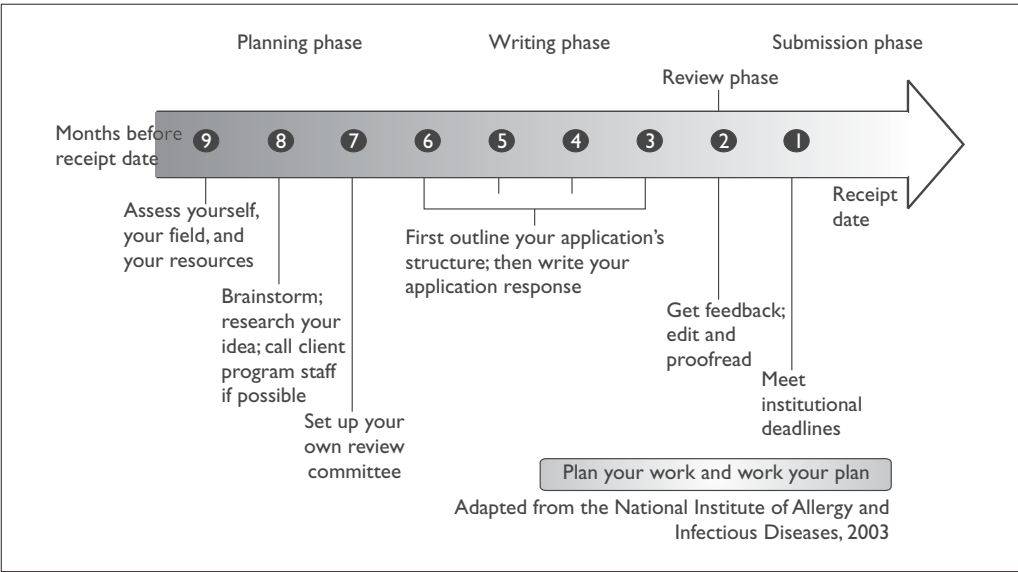 Planning phase
Writing phase
Submission phase
Review phase
Months before
receipt date
9
8
7
6
5
4
3
2
1
Receipt
date
Assess yourself,
your field, and
your resources
First outline your application's
structure; then write your
application response
Brainstorm;
research your
idea; call client
program staff
if possible
Get feedback;
edit and
proofread
Meet
institutional
deadlines
Set up your
own review
committee
Plan your work and work your plan
Adapted from the National Institute of Allergy and
Infectious Diseases, 2003